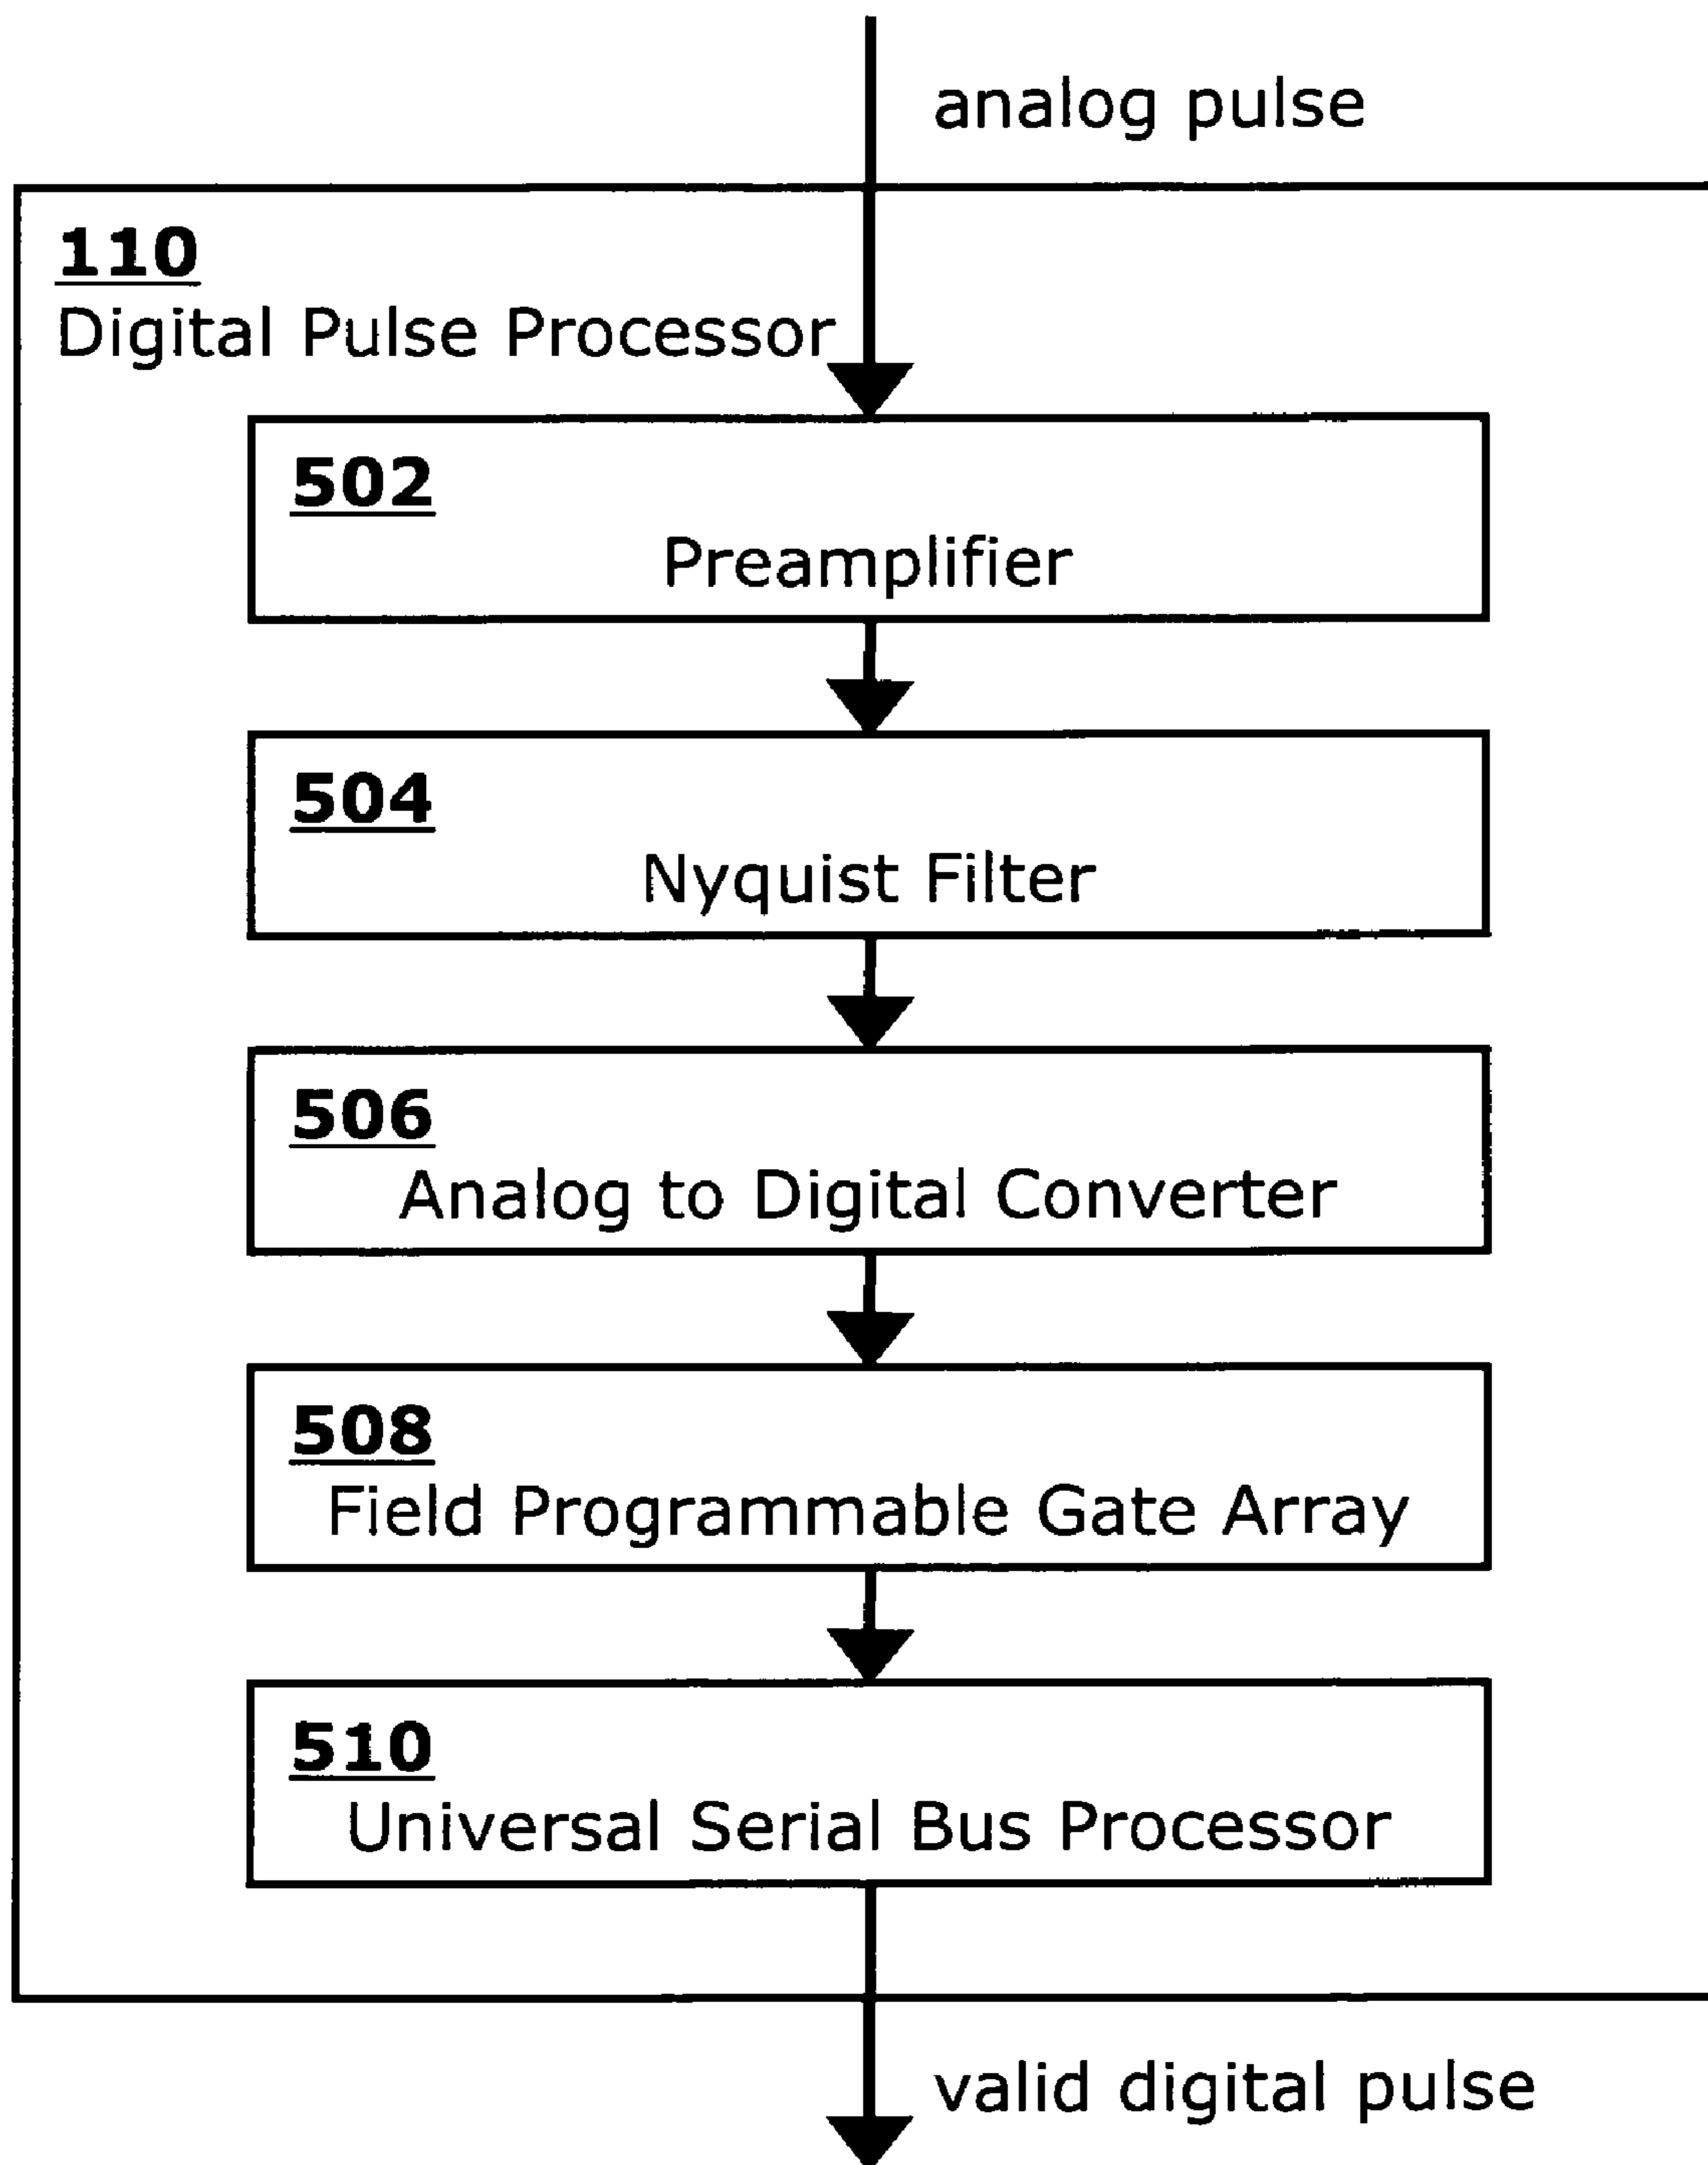 analog pulse
110
Digital Pulse Processor
502
Preamplifier
504
Nyquist Filter
506
Analog to Digital Converter
508
Field Programmable Gate Array
510
Universal Serial Bus Processor
valid digital pulse